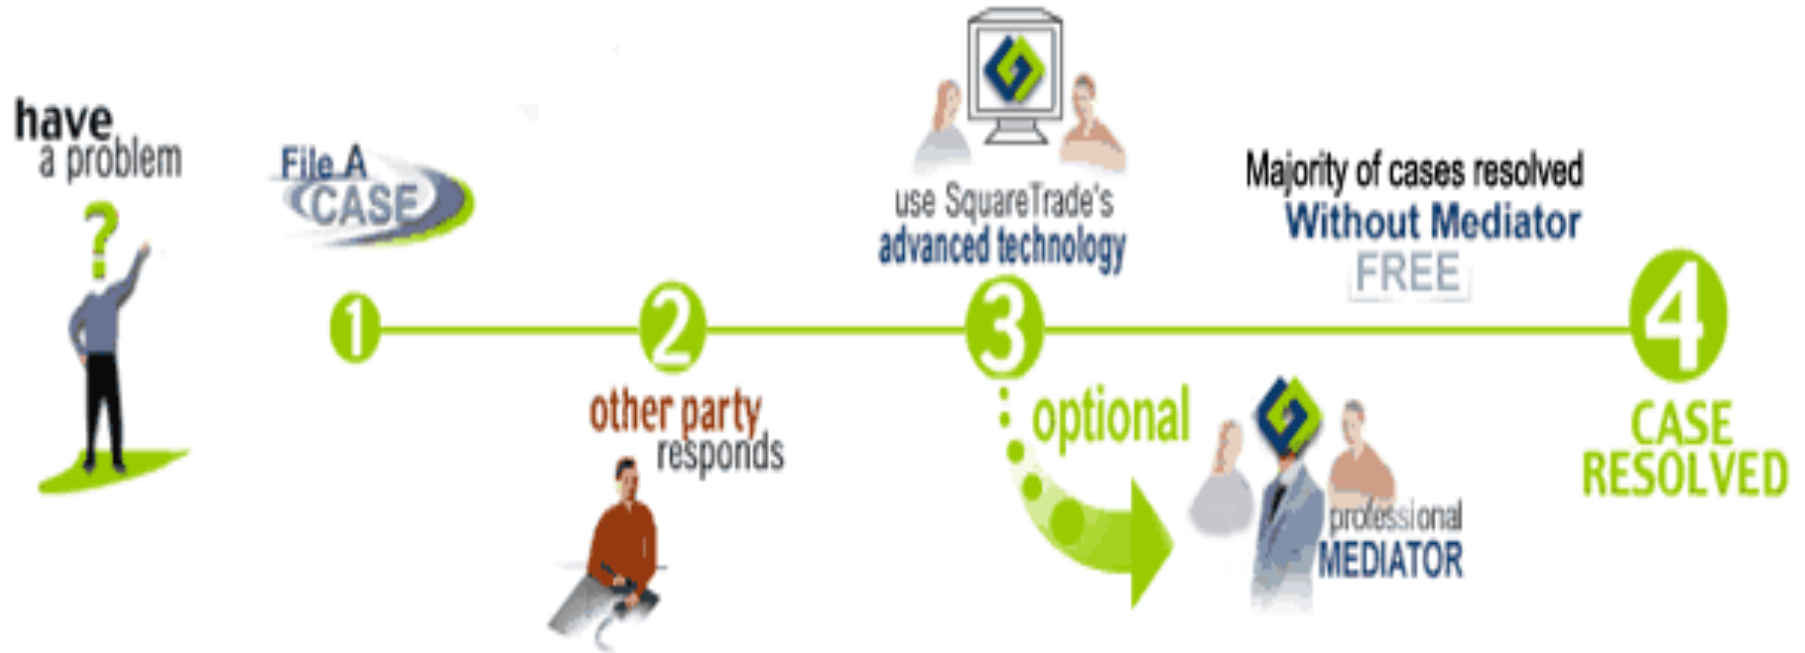 have
a problem
?
File A
CASE
1
2
other party
responds
use SquareTrade's
advanced technology
3
optional
professional
MEDIATOR
Majority of cases resolved
Without Mediator
FREE
4
CASE
RESOLVED